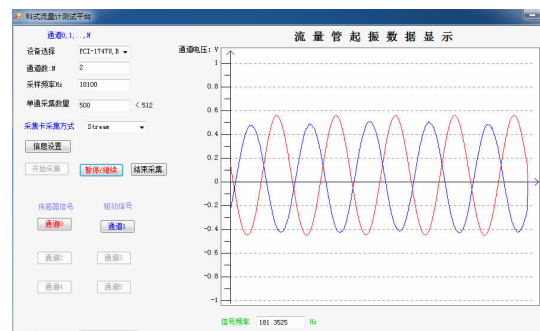 科式流量计测试平台
通道0,1,..,N
设备选择 PCI-1747U,B
通道数:N 2
采样频率Hz 18100
单通采集数量 500 < 512
采集卡采集方式 Stream
信息设置
开始采集 暂停/继续 结束采集
传感器信号 驱动信号
通道0 通道1
通道2 通道3
通道4 通道5
流量管起振数据显示
通道电压: V
1
0.8
0.6
0.4
0.2
0
-0.2
-0.4
-0.6
-0.8
-1
信号频率 181.3525 Hz